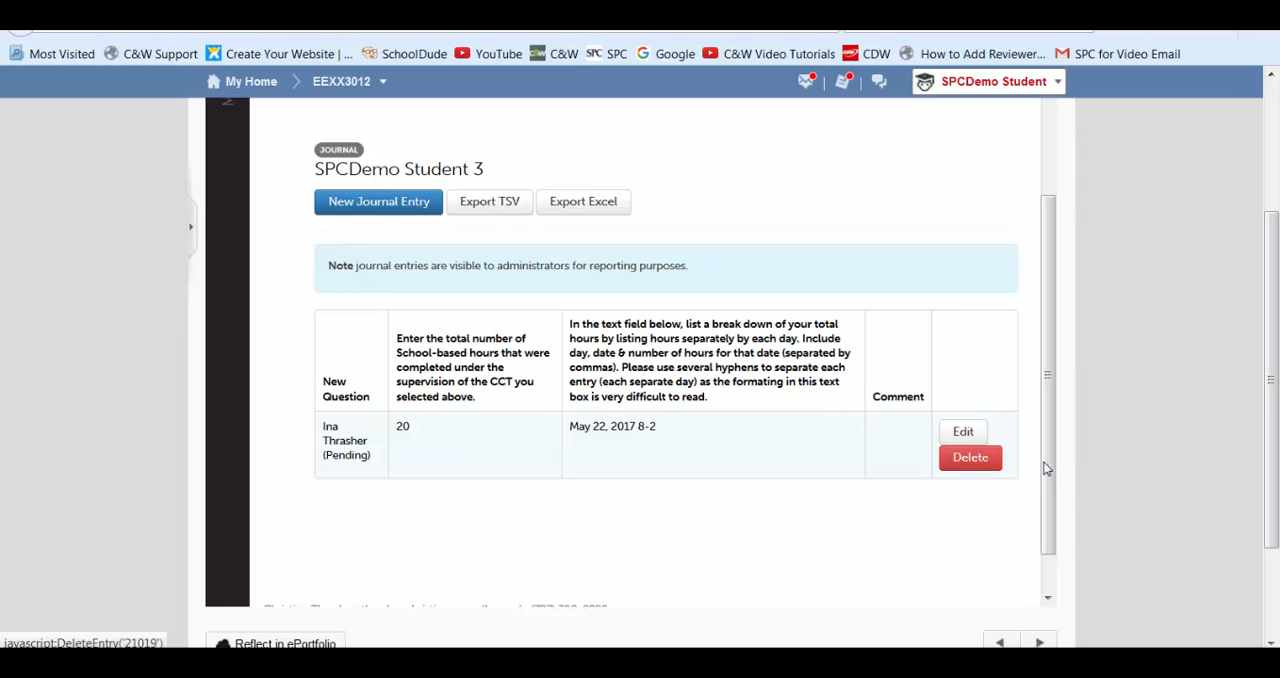 Most Visited C&W Support Create Your Website | ... SchoolDude YouTube C&W SPC Google C&W Video Tutorials CDW How to Add Reviewer... SPC for Video Email
My Home EEXX3012 SPCDemo Student
JOURNAL
SPCDemo Student 3
New Journal Entry Export TSV Export Excel
Note journal entries are visible to administrators for reporting purposes.
New
Question
Enter the total number of
School-based hours that were
completed under the
supervision of the CCT you
selected above.
In the text field below, list a break down of your total
hours by listing hours separately by each day. Include
day, date & number of hours for that date (separated by
commas). Please use several hyphens to separate each
entry (each separate day) as the formating in this text
box is very difficult to read.
Comment
Ina
Thrasher
(Pending)
20
May 22, 2017 8-2
Edit
Delete
javascript:DeleteEntry('21019')
Reflect in ePortfolio